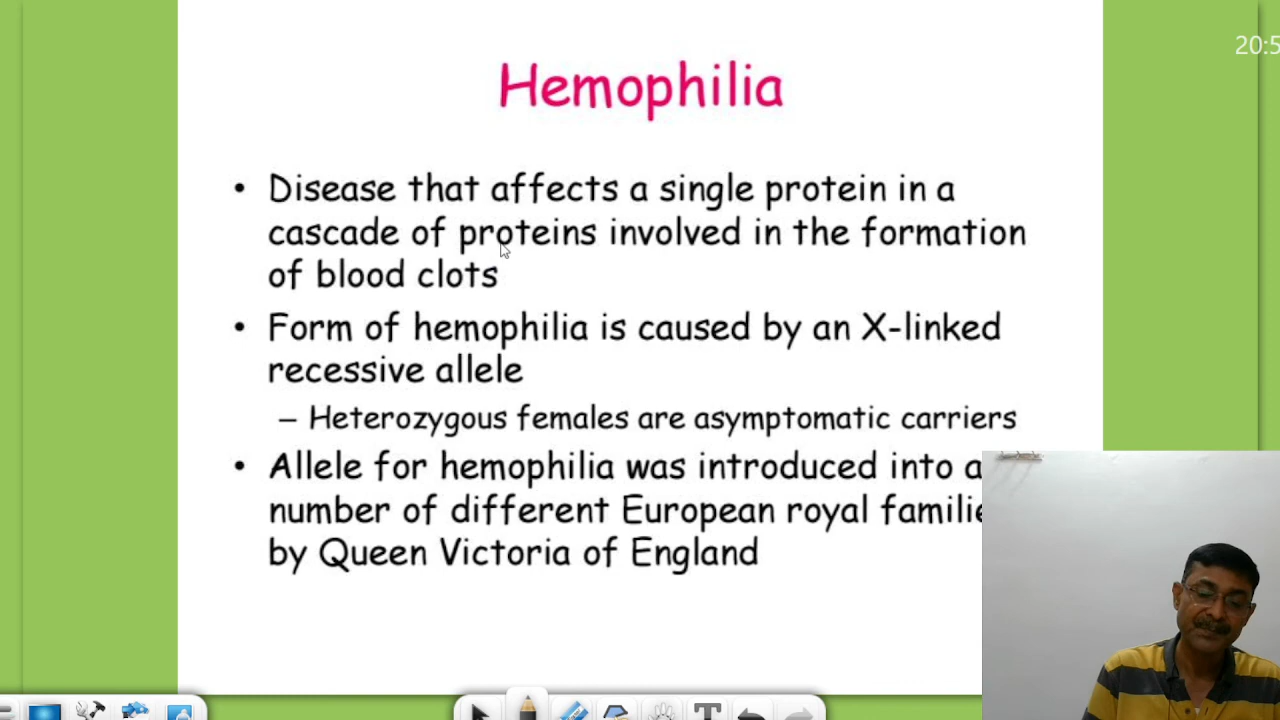 20:5
Hemophilia
• Disease that affects a single protein in a
cascade of proteins involved in the formation
of blood clots
• Form of hemophilia is caused by an X-linked
recessive allele
– Heterozygous females are asymptomatic carriers
• Allele for hemophilia was introduced into a
number of different European royal familie
by Queen Victoria of England
T